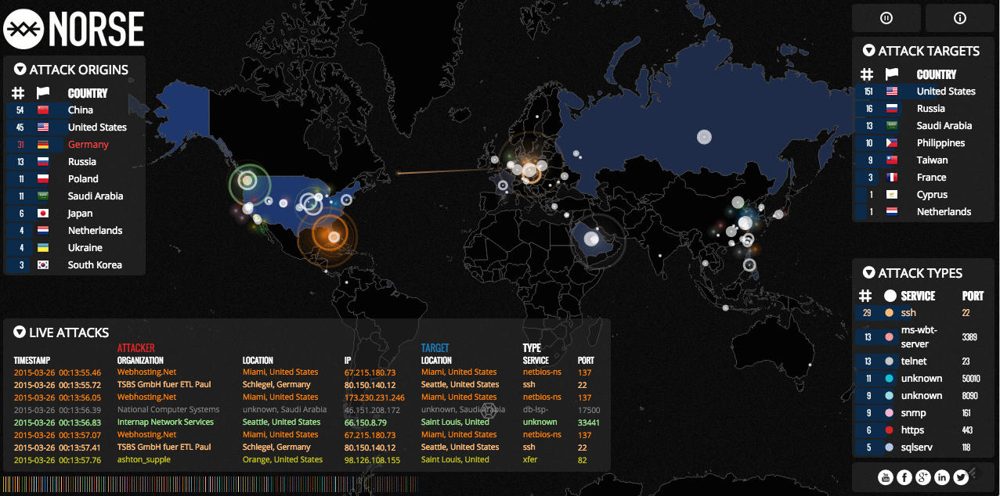 NORSE
ATTACK ORIGINS
# COUNTRY
54 China
45 United States
31 Germany
13 Russia
11 Poland
11 Saudi Arabia
6 Japan
4 Netherlands
4 Ukraine
3 South Korea
ATTACK TARGETS
# COUNTRY
151 United States
16 Russia
13 Saudi Arabia
10 Philippines
9 Taiwan
3 France
1 Cyprus
1 Netherlands
ATTACK TYPES
# SERVICE PORT
29 ssh 22
13 ms-wbt-
server 3389
13 telnet 23
11 unknown 50010
9 unknown 8090
9 snmp 161
6 https 443
5 sqlserv 118
LIVE ATTACKS
ATTACKER TARGET TYPE
TIMESTAMP ORGANIZATION LOCATION IP LOCATION SERVICE PORT
2015-03-26 00:13:55.46 Webhosting.Net Miami, United States 67.215.180.73 Miami, United States netbios-ns 137
2015-03-26 00:13:55.72 TSBS GmbH fuer ETL Paul Schlegel, Germany 80.150.140.12 Seattle, United States ssh 22
2015-03-26 00:13:56.05 Webhosting.Net Miami, United States 173.230.231.246 Miami, United States netbios-ns 137
2015-03-26 00:13:56.39 National Computer Systems unknown, Saudi Arabia 46.151.208.172 unknown, Saudi Arabia db-lsp- 17500
2015-03-26 00:13:56.83 Internap Network Services Seattle, United States 66.150.8.79 Saint Louis, United unknown 33441
2015-03-26 00:13:57.07 Webhosting.Net Miami, United States 67.215.180.73 Miami, United States netbios-ns 137
2015-03-26 00:13:57.41 TSBS GmbH fuer ETL Paul Schlegel, Germany 80.150.140.12 Seattle, United States ssh 22
2015-03-26 00:13:57.76 ashton_supple Orange, United States 98.126.108.155 Saint Louis, United xfer 82